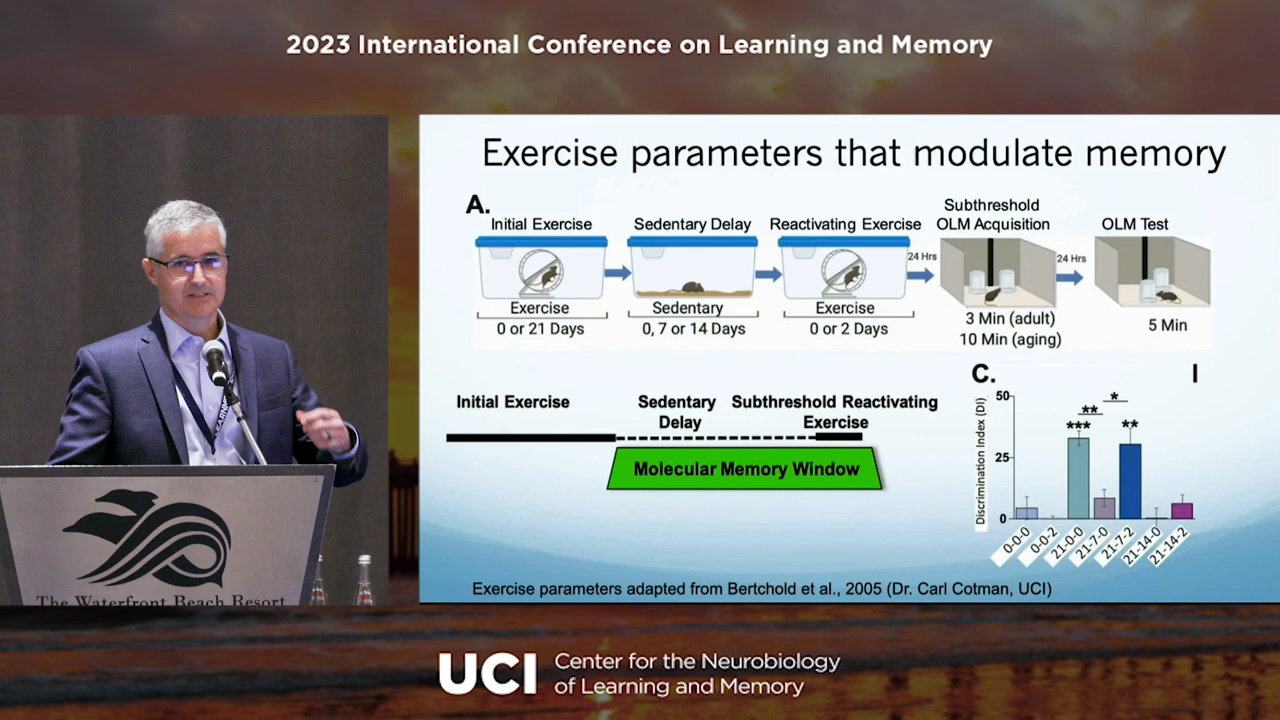 2023 International Conference on Learning and Memory
Exercise parameters that modulate memory
A.
Initial Exercise
Sedentary Delay
Reactivating Exercise
Subthreshold
OLM Acquisition
OLM Test
24 Hrs
24 Hrs
Exercise
0 or 21 Days
Sedentary
0, 7 or 14 Days
Exercise
0 or 2 Days
3 Min (adult)
10 Min (aging)
5 Min
Initial Exercise
Sedentary
Delay
Subthreshold Reactivating
Exercise
Molecular Memory Window
C.
Discrimination Index (DI)
50
25
0
***
**
*
**
0-0-0
0-0-2
21-0-0
21-7-0
21-7-2
21-14-0
21-14-2
Exercise parameters adapted from Bertchold et al., 2005 (Dr. Carl Cotman, UCI)
The Waterfront Beach Resort
UCI Center for the Neurobiology
of Learning and Memory